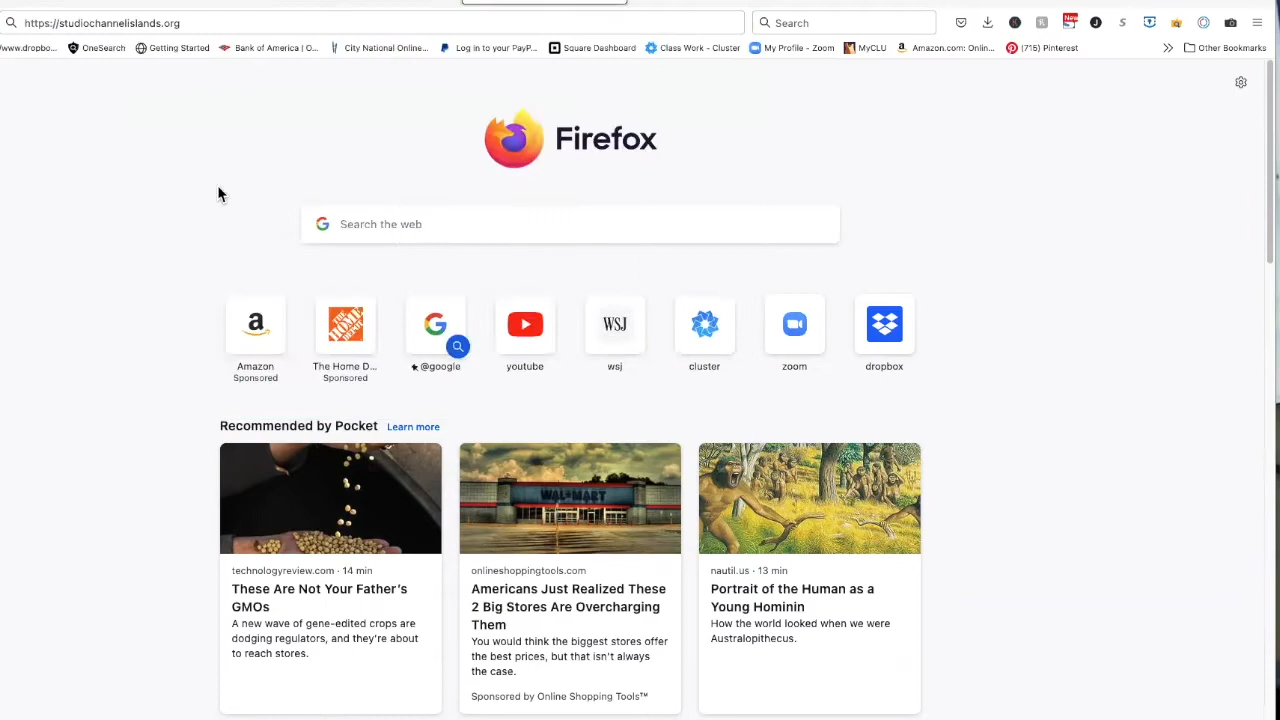 https://studiochannelislands.org
Search
New
www.dropbo... OneSearch Getting Started Bank of America | O... City National Online... Log in to your PayP... Square Dashboard Class Work - Cluster My Profile - Zoom MyCLU Amazon.com: Onlin... (715) Pinterest Other Bookmarks
Firefox
Search the web
a
THE HOME DEPOT
WSJ
Amazon
Sponsored
The Home D...
Sponsored
@google
youtube
wsj
cluster
zoom
dropbox
Recommended by Pocket Learn more
WAL*MART
technologyreview.com · 14 min
These Are Not Your Father's
GMOs
A new wave of gene-edited crops are
dodging regulators, and they're about
to reach stores.
onlineshoppingtools.com
Americans Just Realized These
2 Big Stores Are Overcharging
Them
You would think the biggest stores offer
the best prices, but that isn't always
the case.
Sponsored by Online Shopping Tools™
nautil.us · 13 min
Portrait of the Human as a
Young Hominin
How the world looked when we were
Australopithecus.